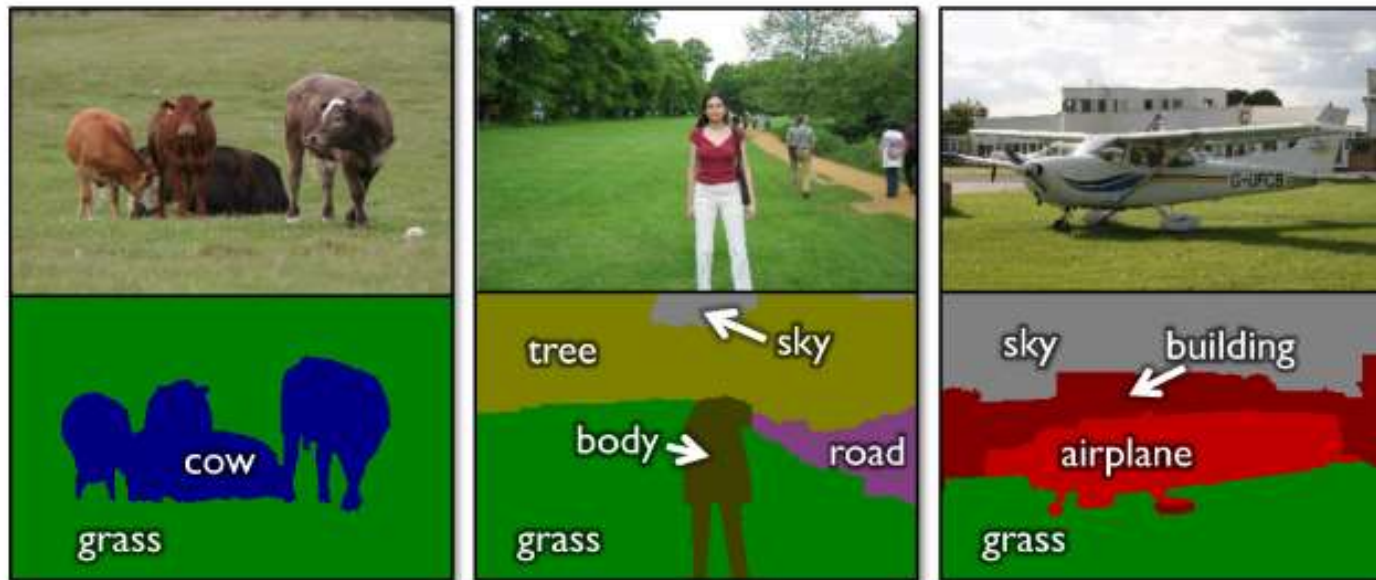 G-UFCB
cow
grass
tree
sky
body
road
grass
sky
building
airplane
grass